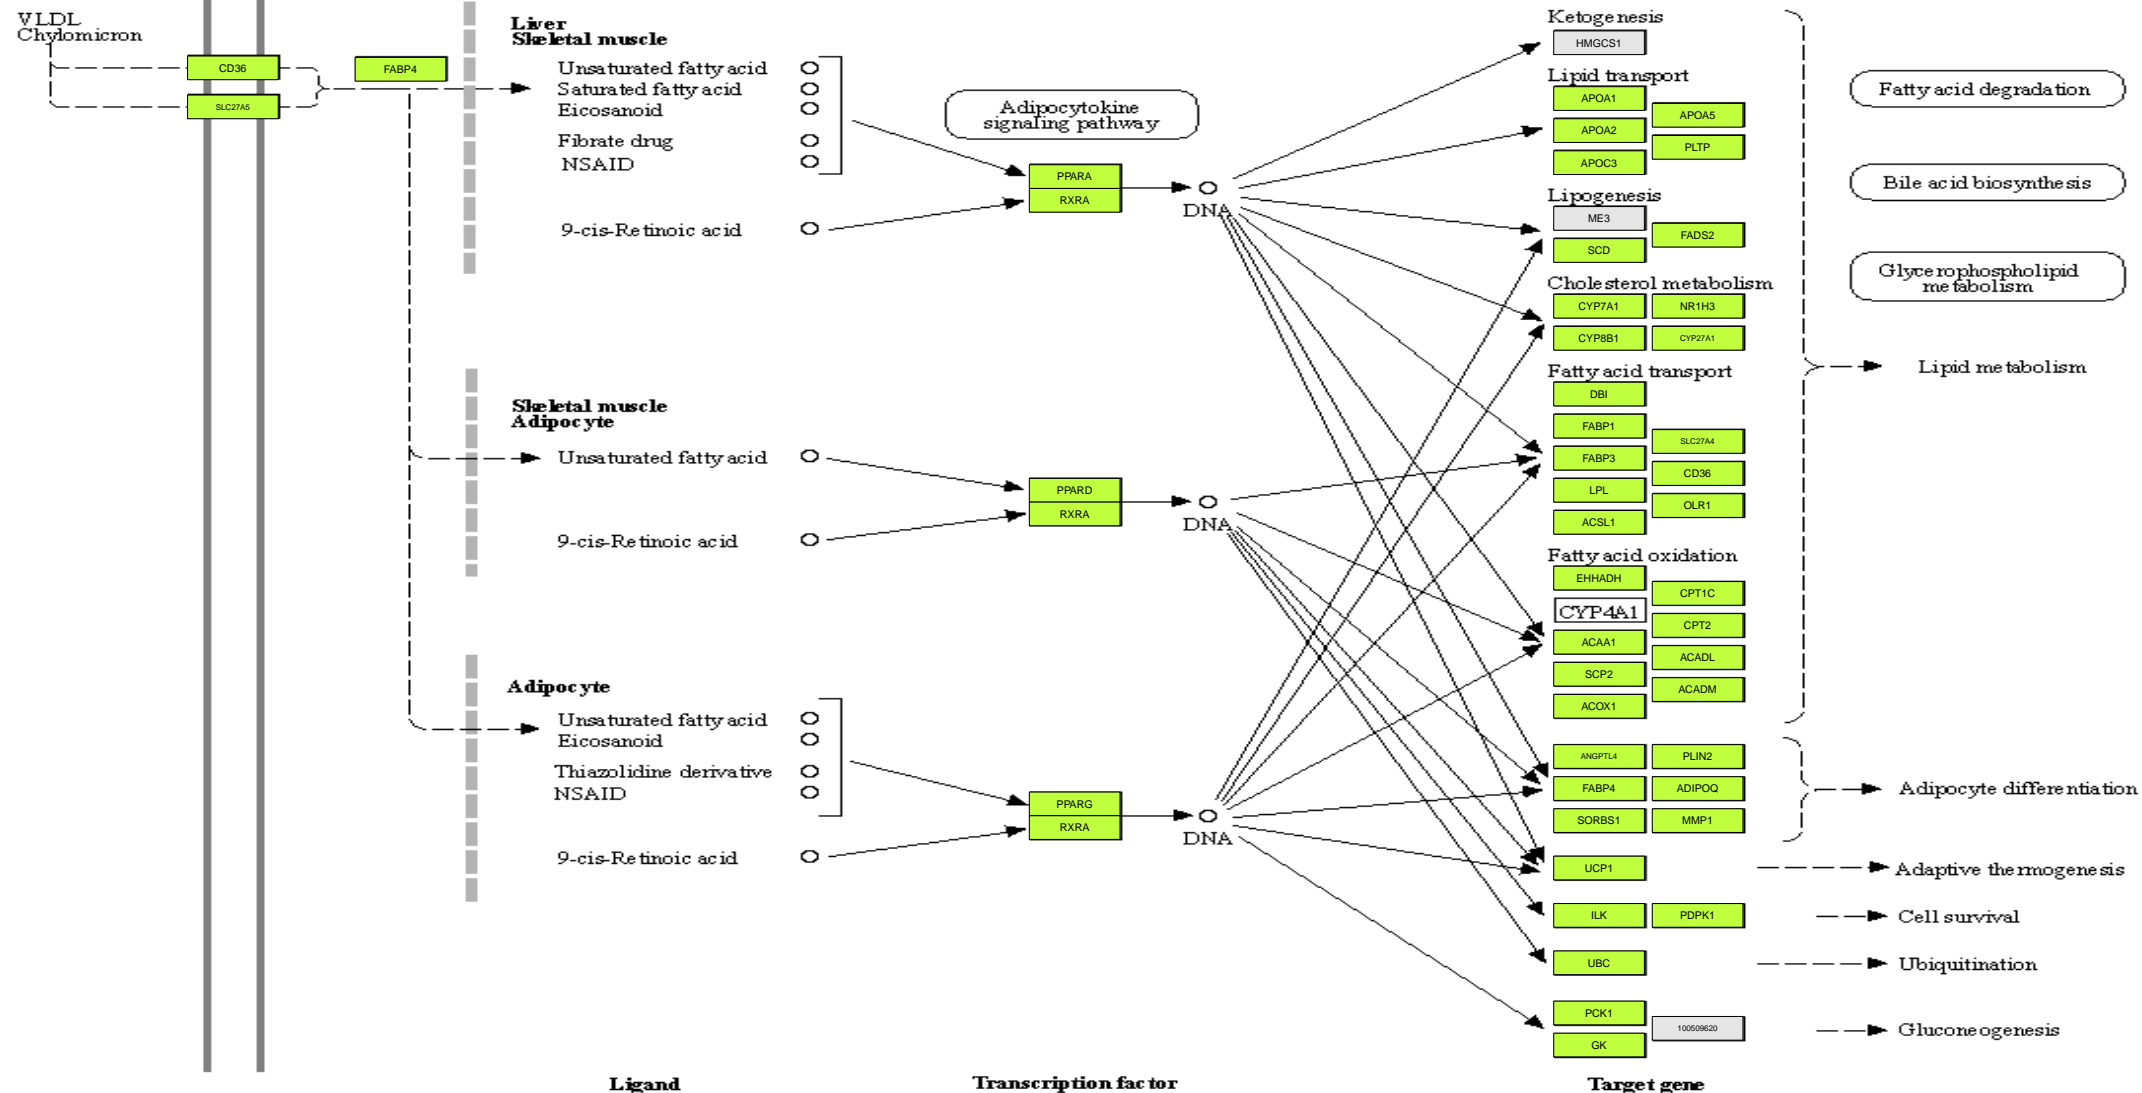 VLDL
Chylomicron
CD36
SLC27A5
FABP4
Liver
Skeletal muscle
Unsaturated fatty acid
Saturated fatty acid
Eicosanoid
Fibrate drug
NSAID
9-cis-Retinoic acid
Adipocytokine
signaling pathway
PPARA
RXRA
DNA
Skeletal muscle
Adipocyte
Unsaturated fatty acid
9-cis-Retinoic acid
PPARD
RXRA
DNA
Adipocyte
Unsaturated fatty acid
Eicosanoid
Thiazolidine derivative
NSAID
9-cis-Retinoic acid
PPARG
RXRA
DNA
Ketogenesis
HMGCS1
Lipid transport
APOA1
APOA5
APOA2
PLTP
APOC3
Lipogenesis
ME3
FADS2
SCD
Cholesterol metabolism
CYP7A1 NR1H3
CYP8B1 CYP27A1
Fatty acid transport
DBI
FABP1
SLC27A4
FABP3
CD36
LPL
OLR1
ACSL1
Fatty acid oxidation
EHHADH
CPT1C
CYP4A1
CPT2
ACAA1
ACADL
SCP2
ACADM
ACOX1
ANGPTL4 PLIN2
FABP4 ADIPOQ
SORBS1 MMP1
UCP1
ILK PDPK1
UBC
PCK1
100509620
GK
Fatty acid degradation
Bile acid biosynthesis
Glycerophospholipid
metabolism
Lipid metabolism
Adipocyte differentiation
Adaptive thermogenesis
Cell survival
Ubiquitination
Gluconeogenesis
Ligand
Transcription factor
Target gene